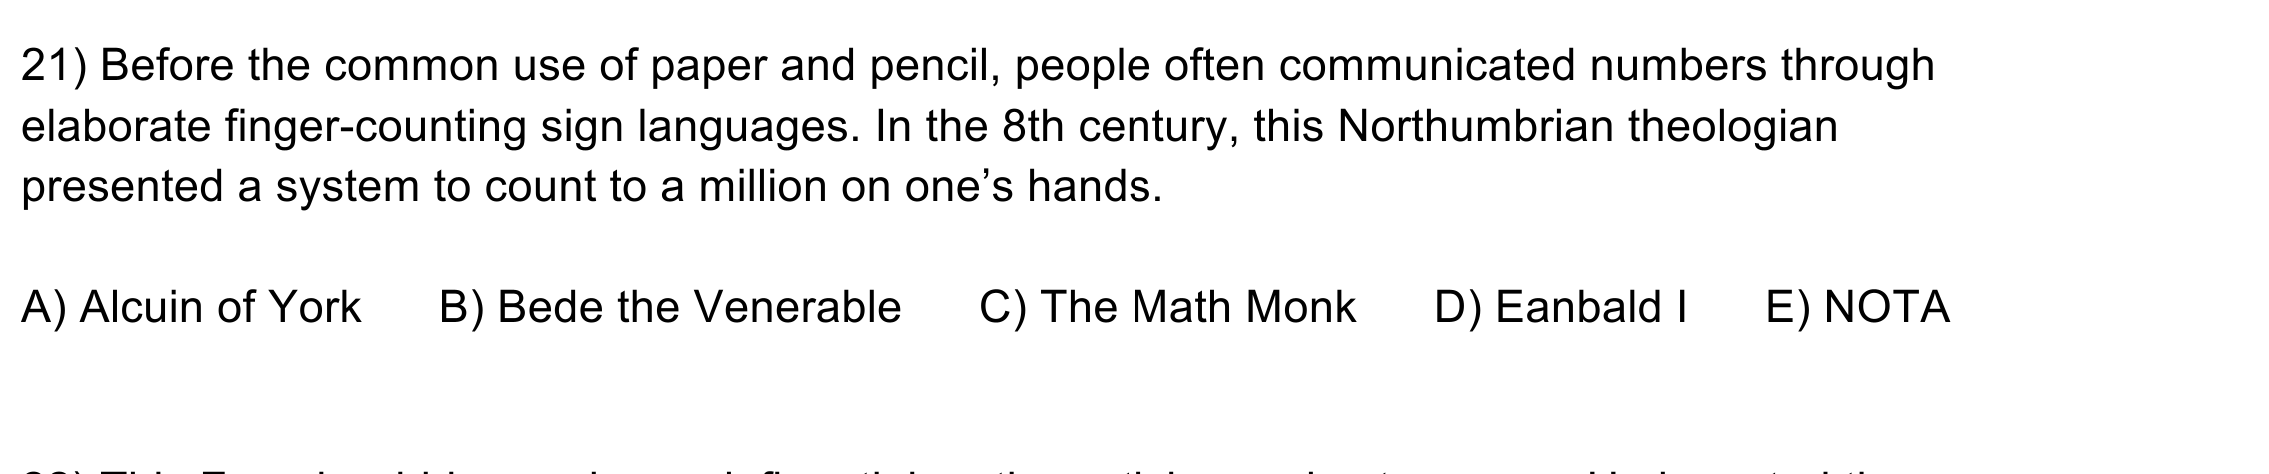 21) Before the common use of paper and pencil, people often communicated numbers through
elaborate finger-counting sign languages. In the 8th century, this Northumbrian theologian
presented a system to count to a million on one’s hands.
A) Alcuin of York B) Bede the Venerable C) The Math Monk D) Eanbald I E) NOTA